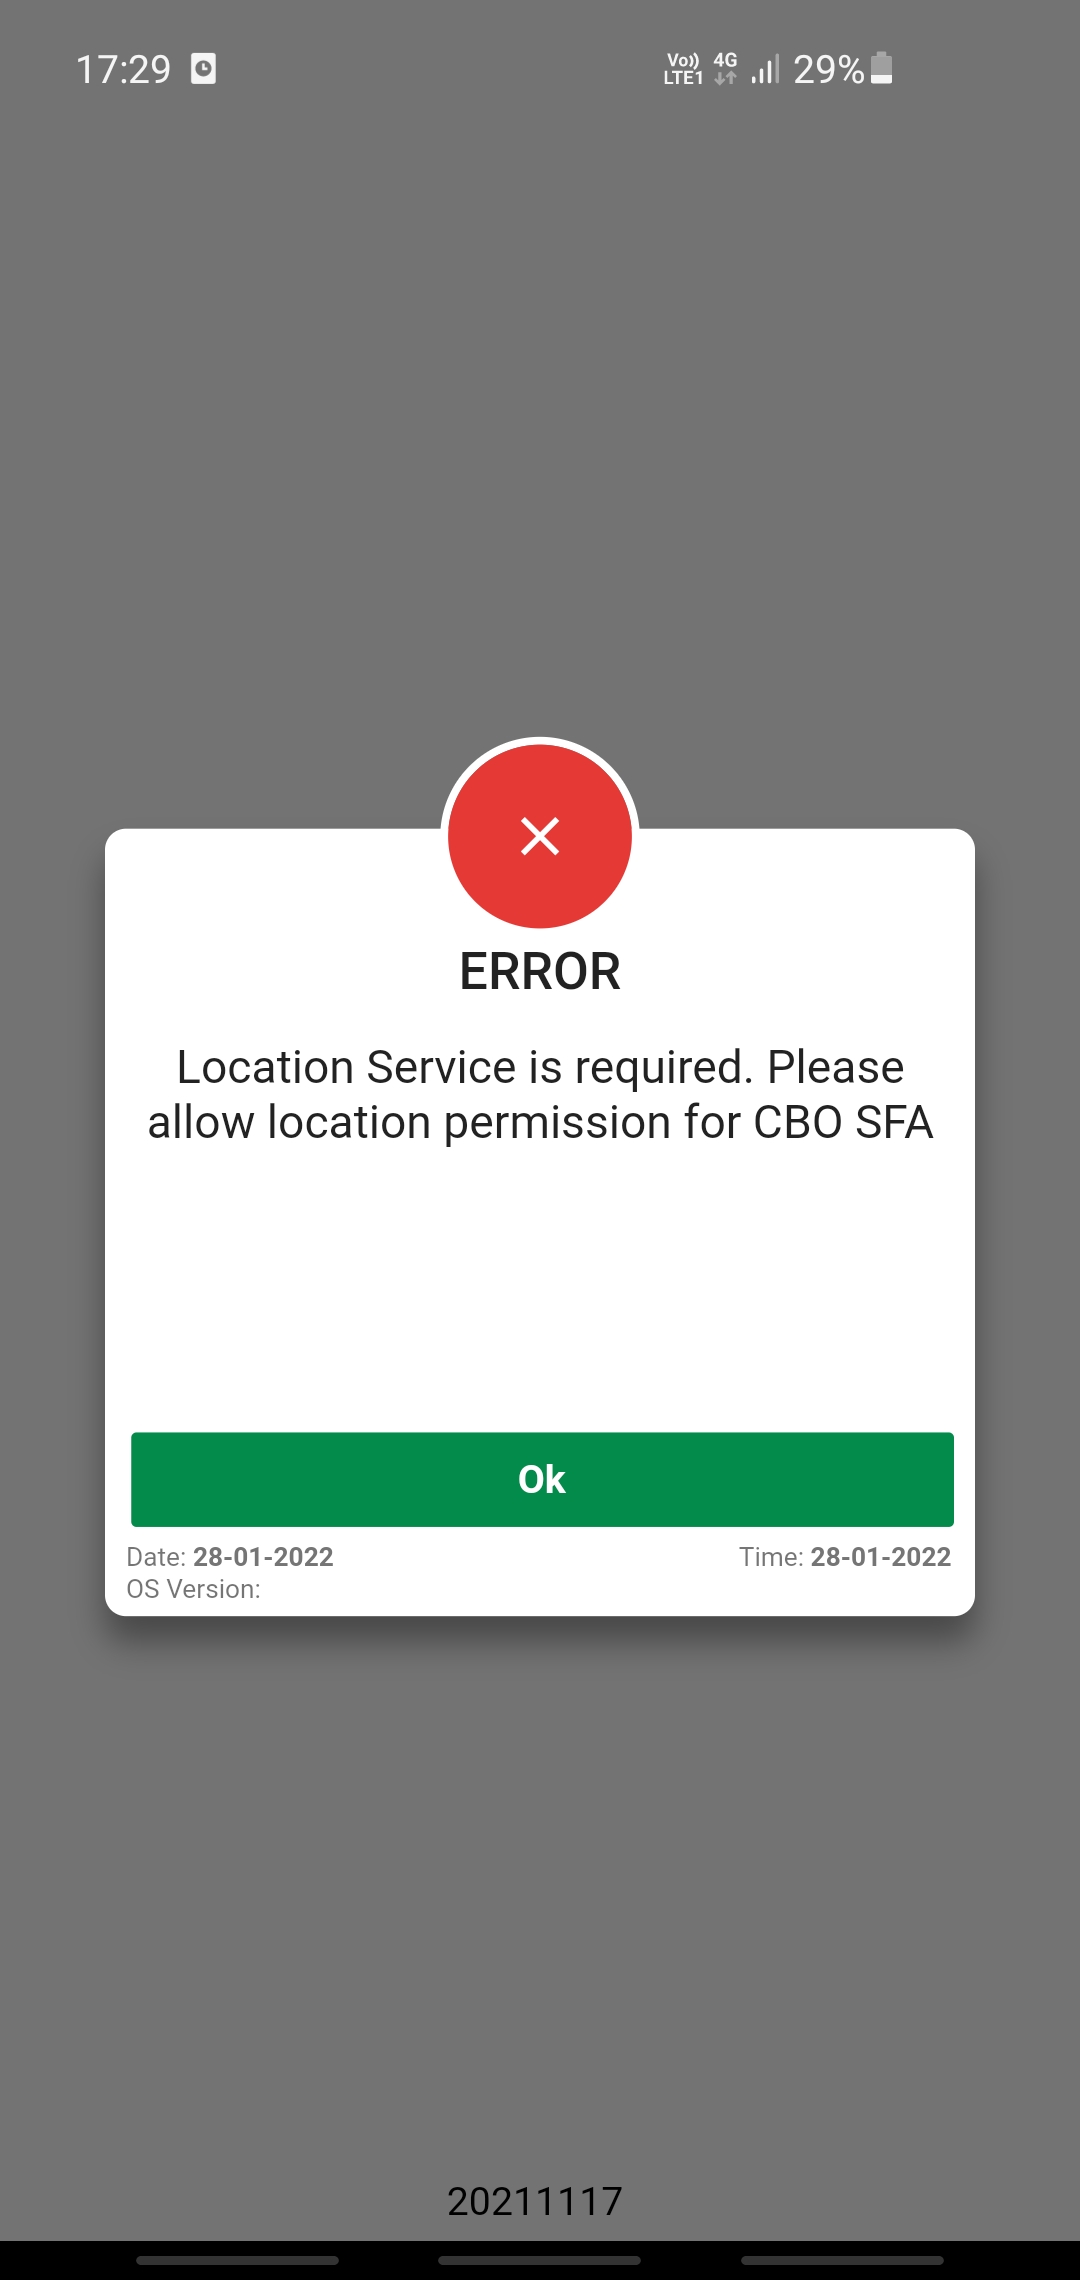 17:29
Vo)) 4G 29%
LTE1
ERROR
Location Service is required. Please
allow location permission for CBO SFA
Ok
Date: 28-01-2022 Time: 28-01-2022
OS Version:
20211117